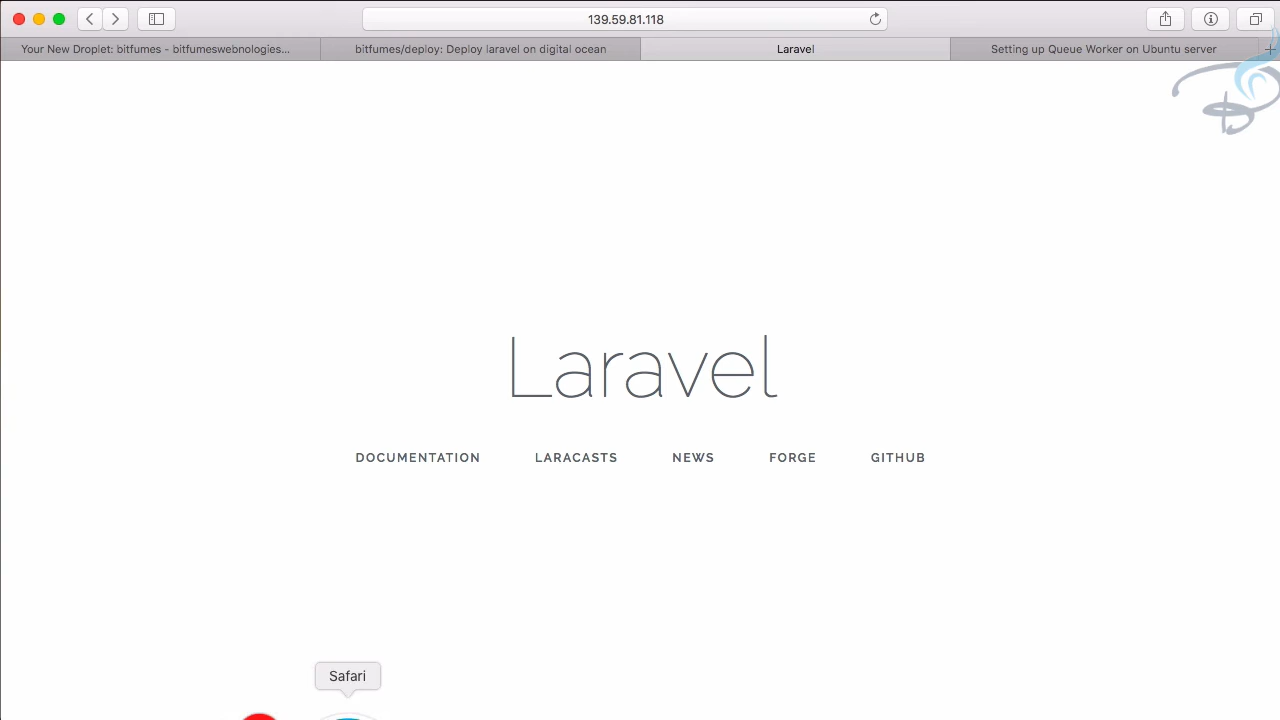 139.59.81.118
Your New Droplet: bitfumes - bitfumeswebnologies...
bitfumes/deploy: Deploy laravel on digital ocean
Laravel
Setting up Queue Worker on Ubuntu server
Laravel
DOCUMENTATION
LARACASTS
NEWS
FORGE
GITHUB
Safari